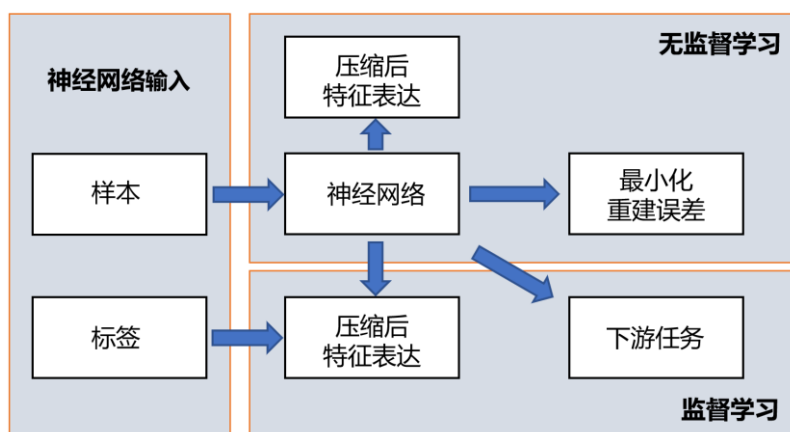 无监督学习
神经网络输入
压缩后
特征表达
样本
神经网络
最小化
重建误差
标签
压缩后
特征表达
下游任务
监督学习